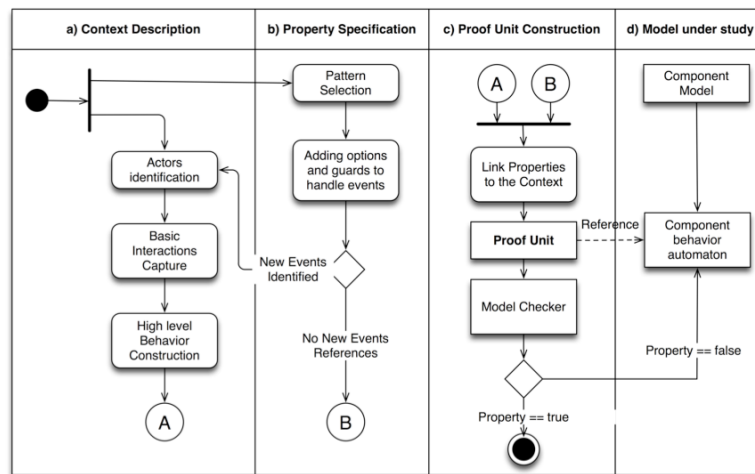 a) Context Description
b) Property Specification
c) Proof Unit Construction
d) Model under study
Actors
identification
Basic
Interactions
Capture
High level
Behavior
Construction
A
Pattern
Selection
Adding options
and guards to
handle events
New Events
Identified
No New Events
References
B
A
B
Link Properties
to the Context
Proof Unit
Reference
Model Checker
Property == true
Component
Model
Component
behavior
automaton
Property == false